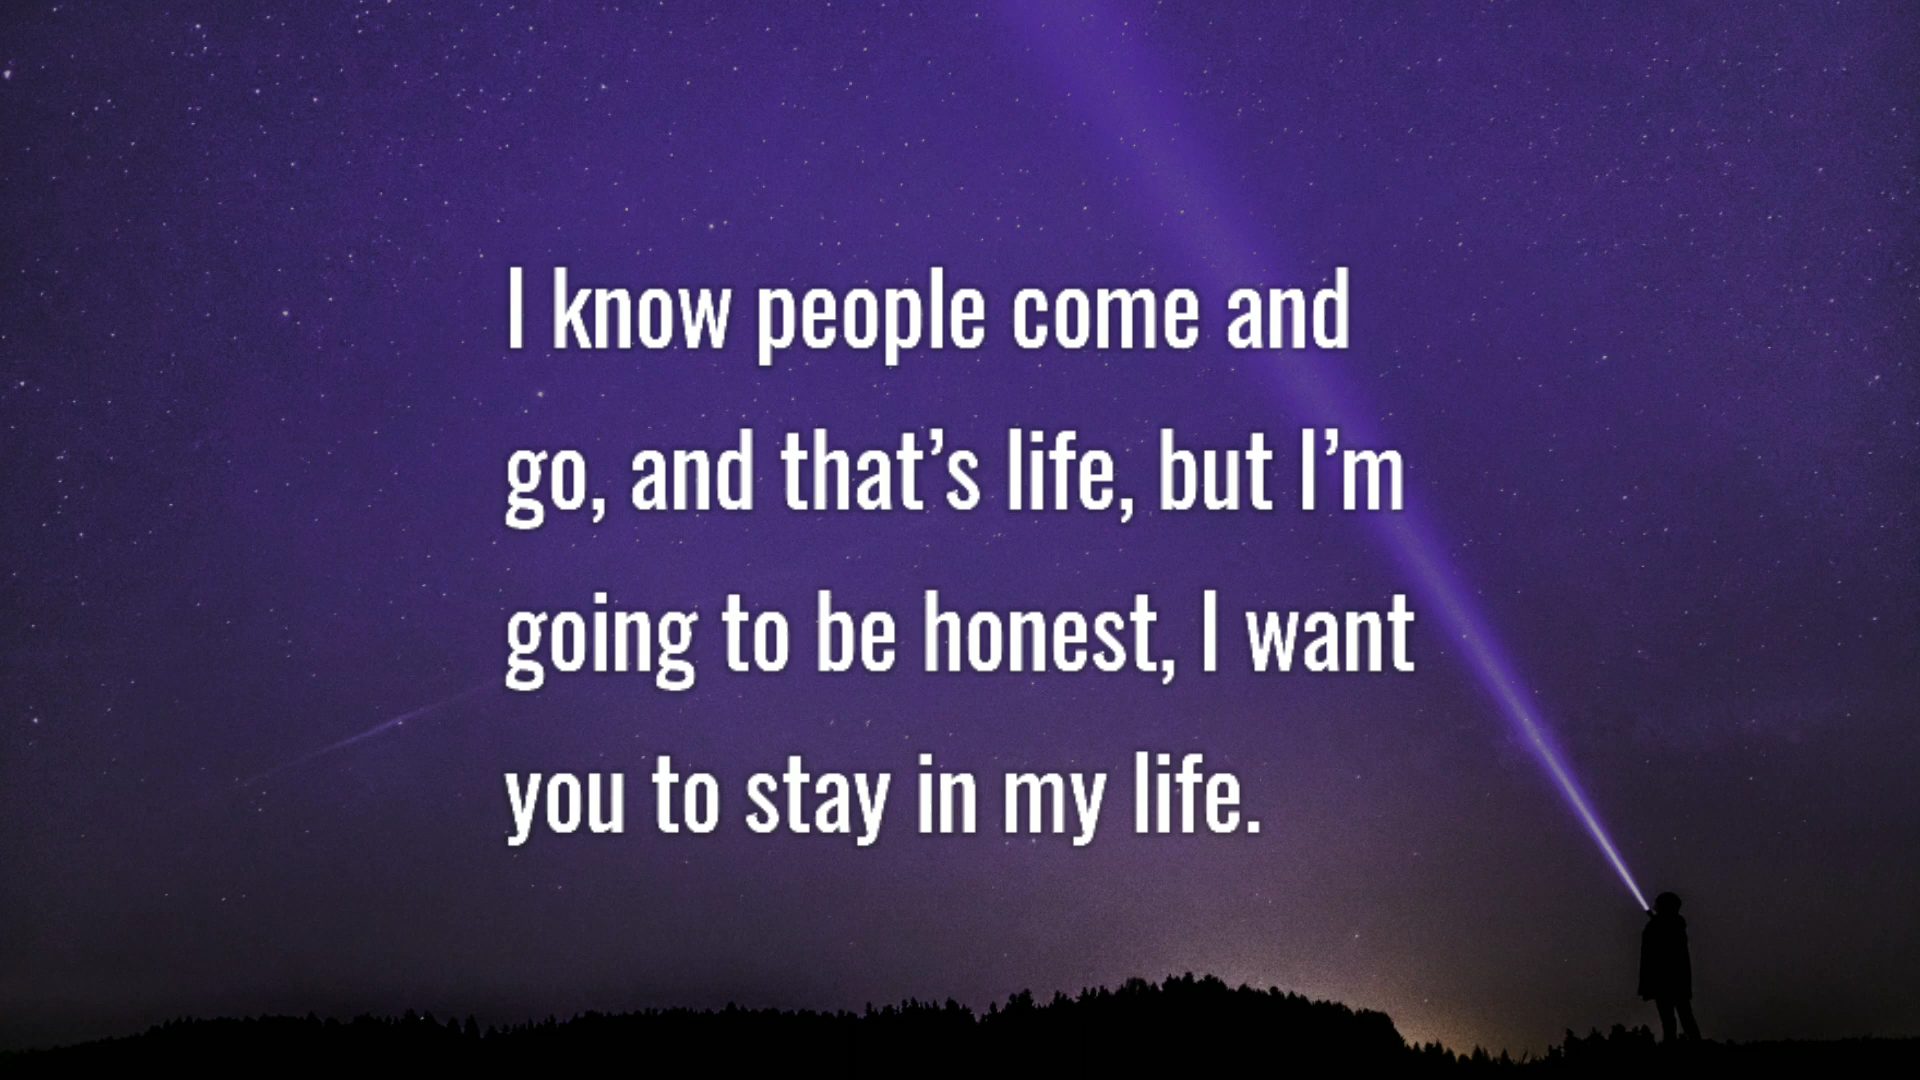 I know people come and
go, and that’s life, but I’m
going to be honest, I want
you to stay in my life.